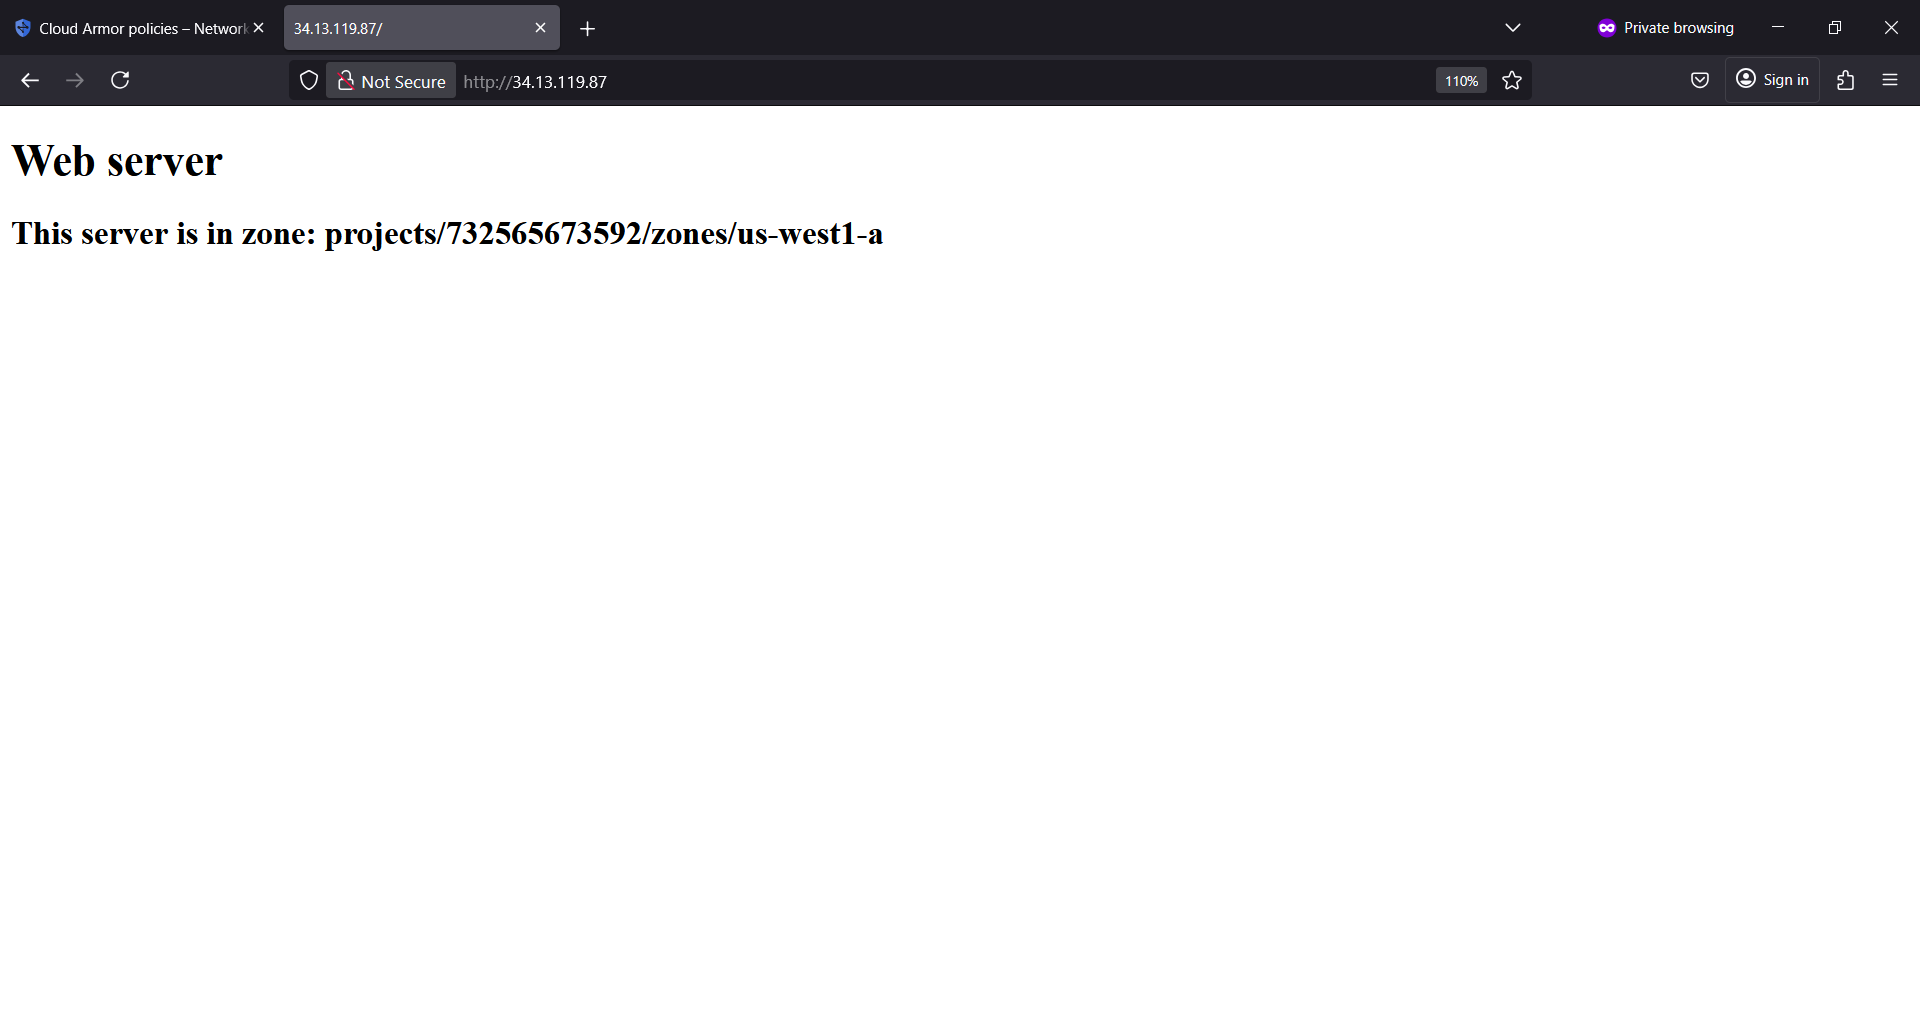 Cloud Armor policies – Network
34.13.119.87/
Private browsing
Not Secure
http://34.13.119.87
110%
Sign in
Web server
This server is in zone: projects/732565673592/zones/us-west1-a